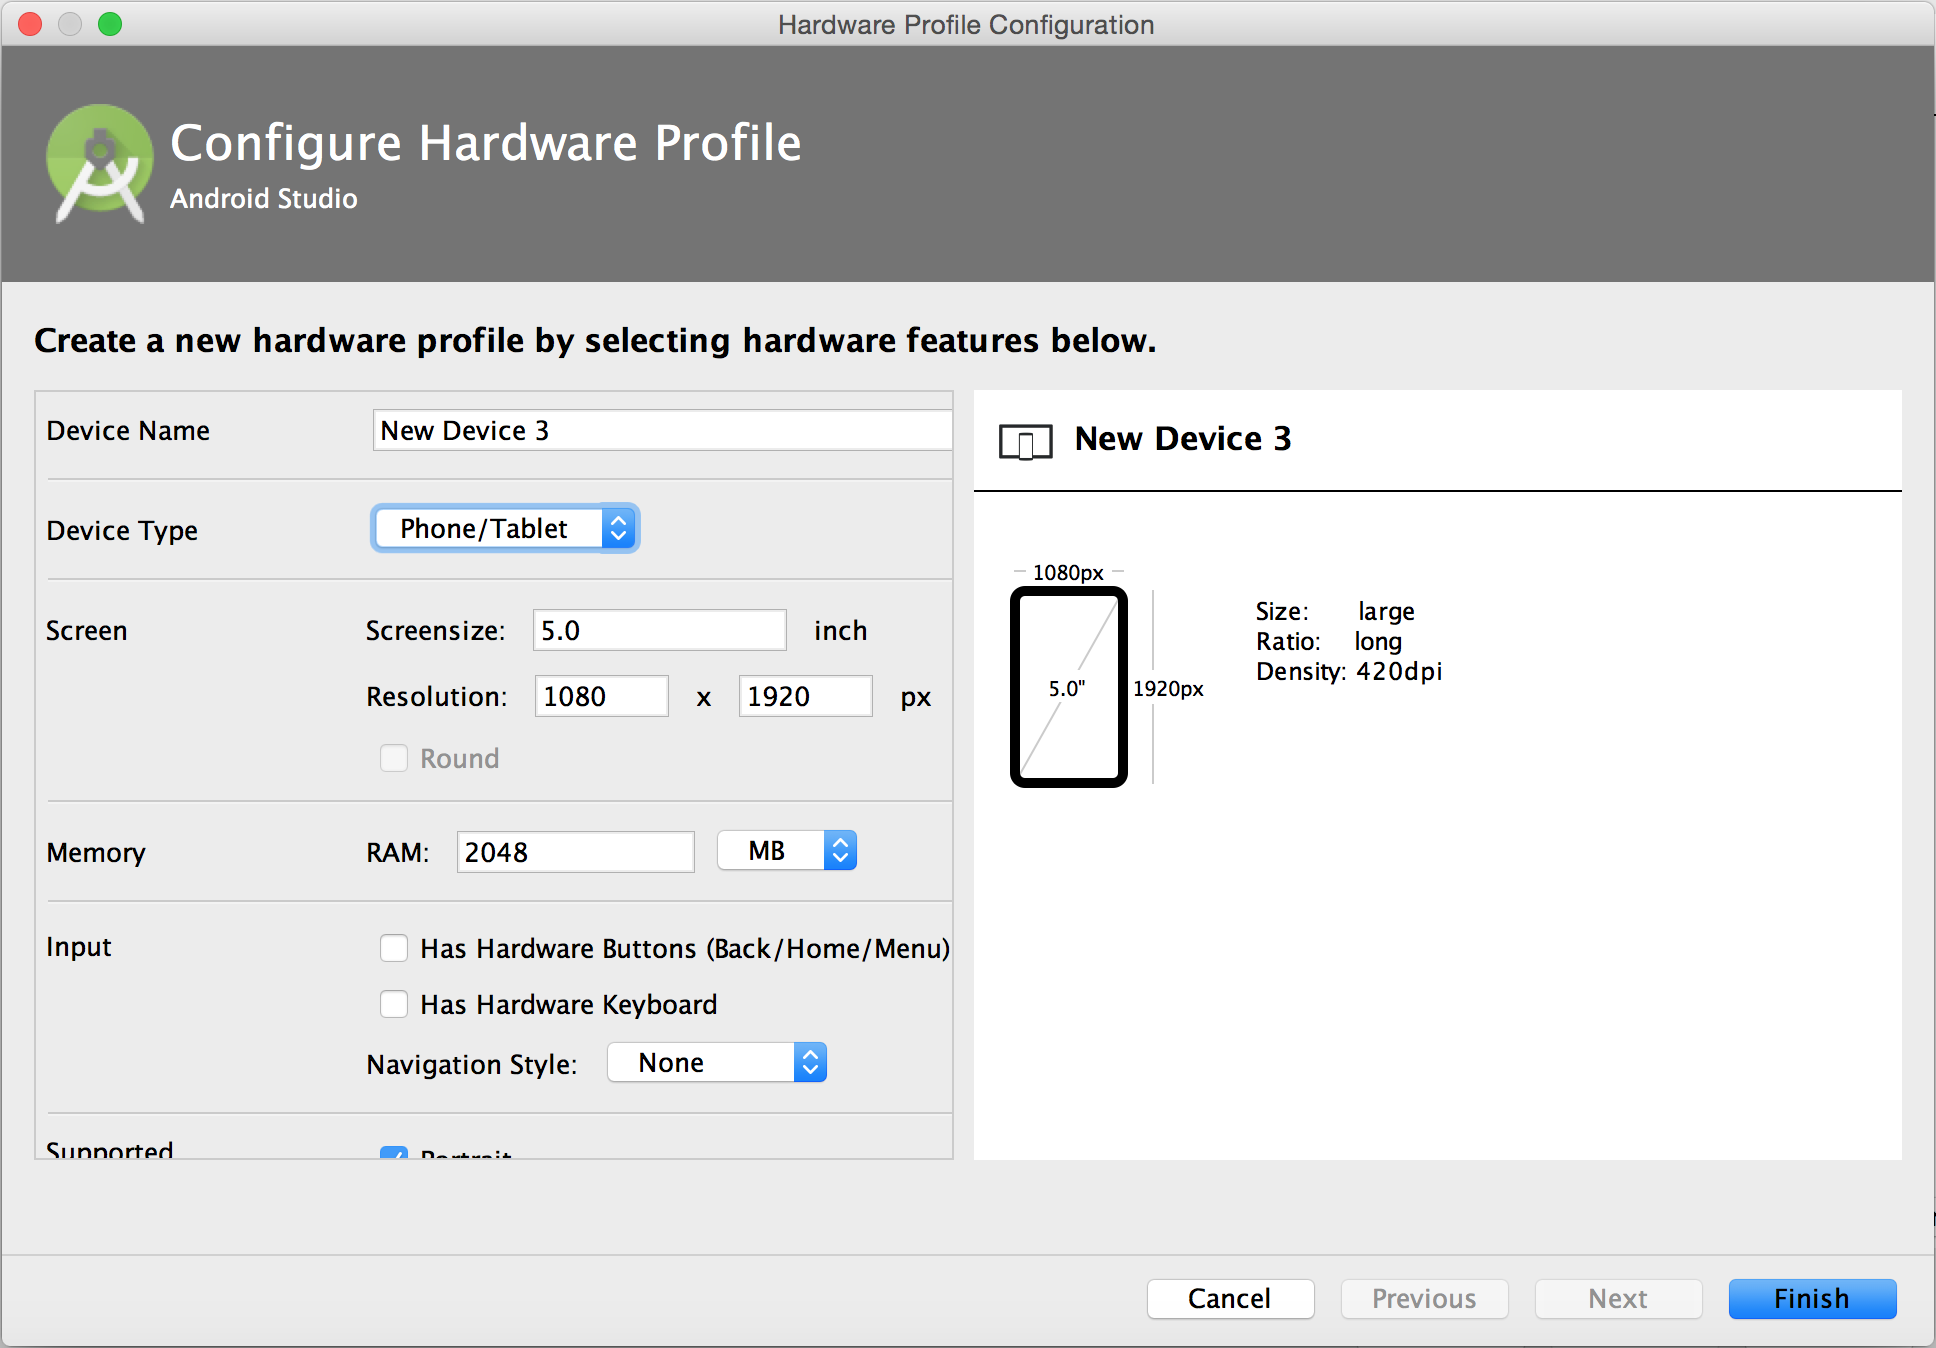 Hardware Profile Configuration
Configure Hardware Profile
Android Studio
Create a new hardware profile by selecting hardware features below.
Device Name New Device 3
Device Type Phone/Tablet
Screen Screensize: 5.0 inch
Resolution: 1080 x 1920 px
Round
Memory RAM: 2048 MB
Input Has Hardware Buttons (Back/Home/Menu)
Has Hardware Keyboard
Navigation Style: None
Supported Portrait
New Device 3
1080px
5.0"
1920px
Size: large
Ratio: long
Density: 420dpi
Cancel Previous Next Finish